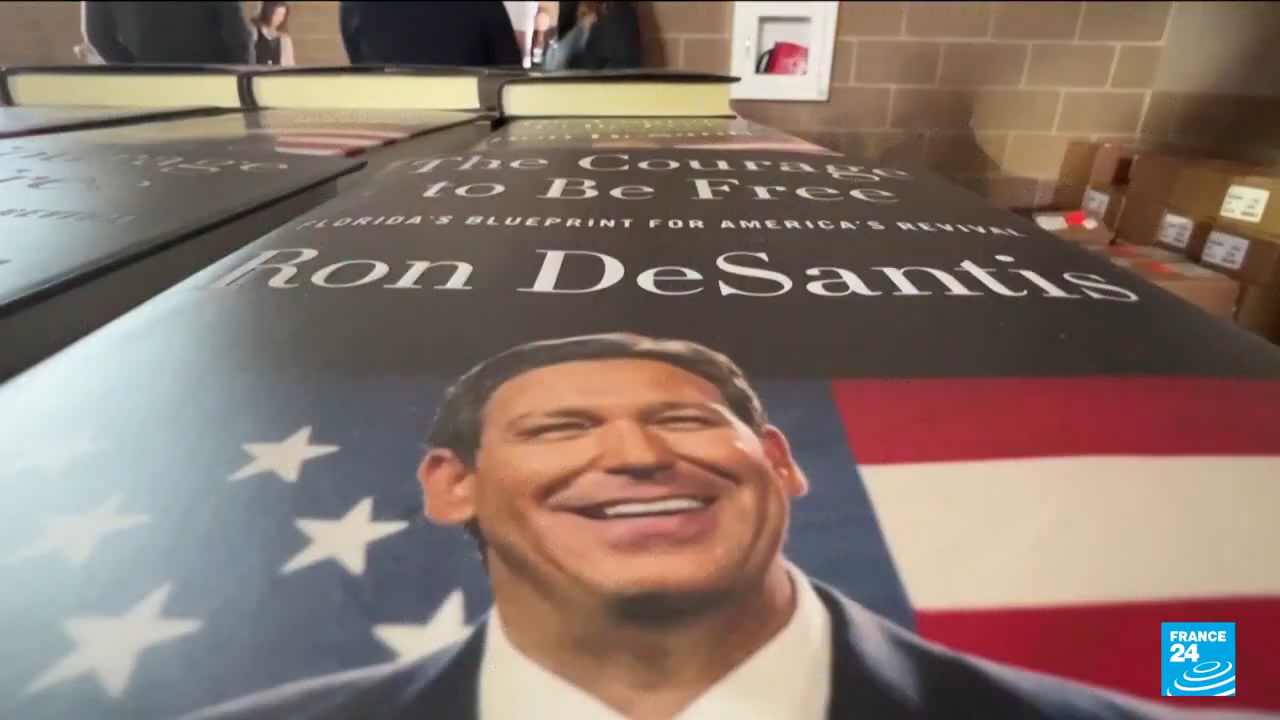 The Courage
to Be Free
FLORIDA'S BLUEPRINT FOR AMERICA'S REVIVAL
Ron DeSantis
FRANCE
24